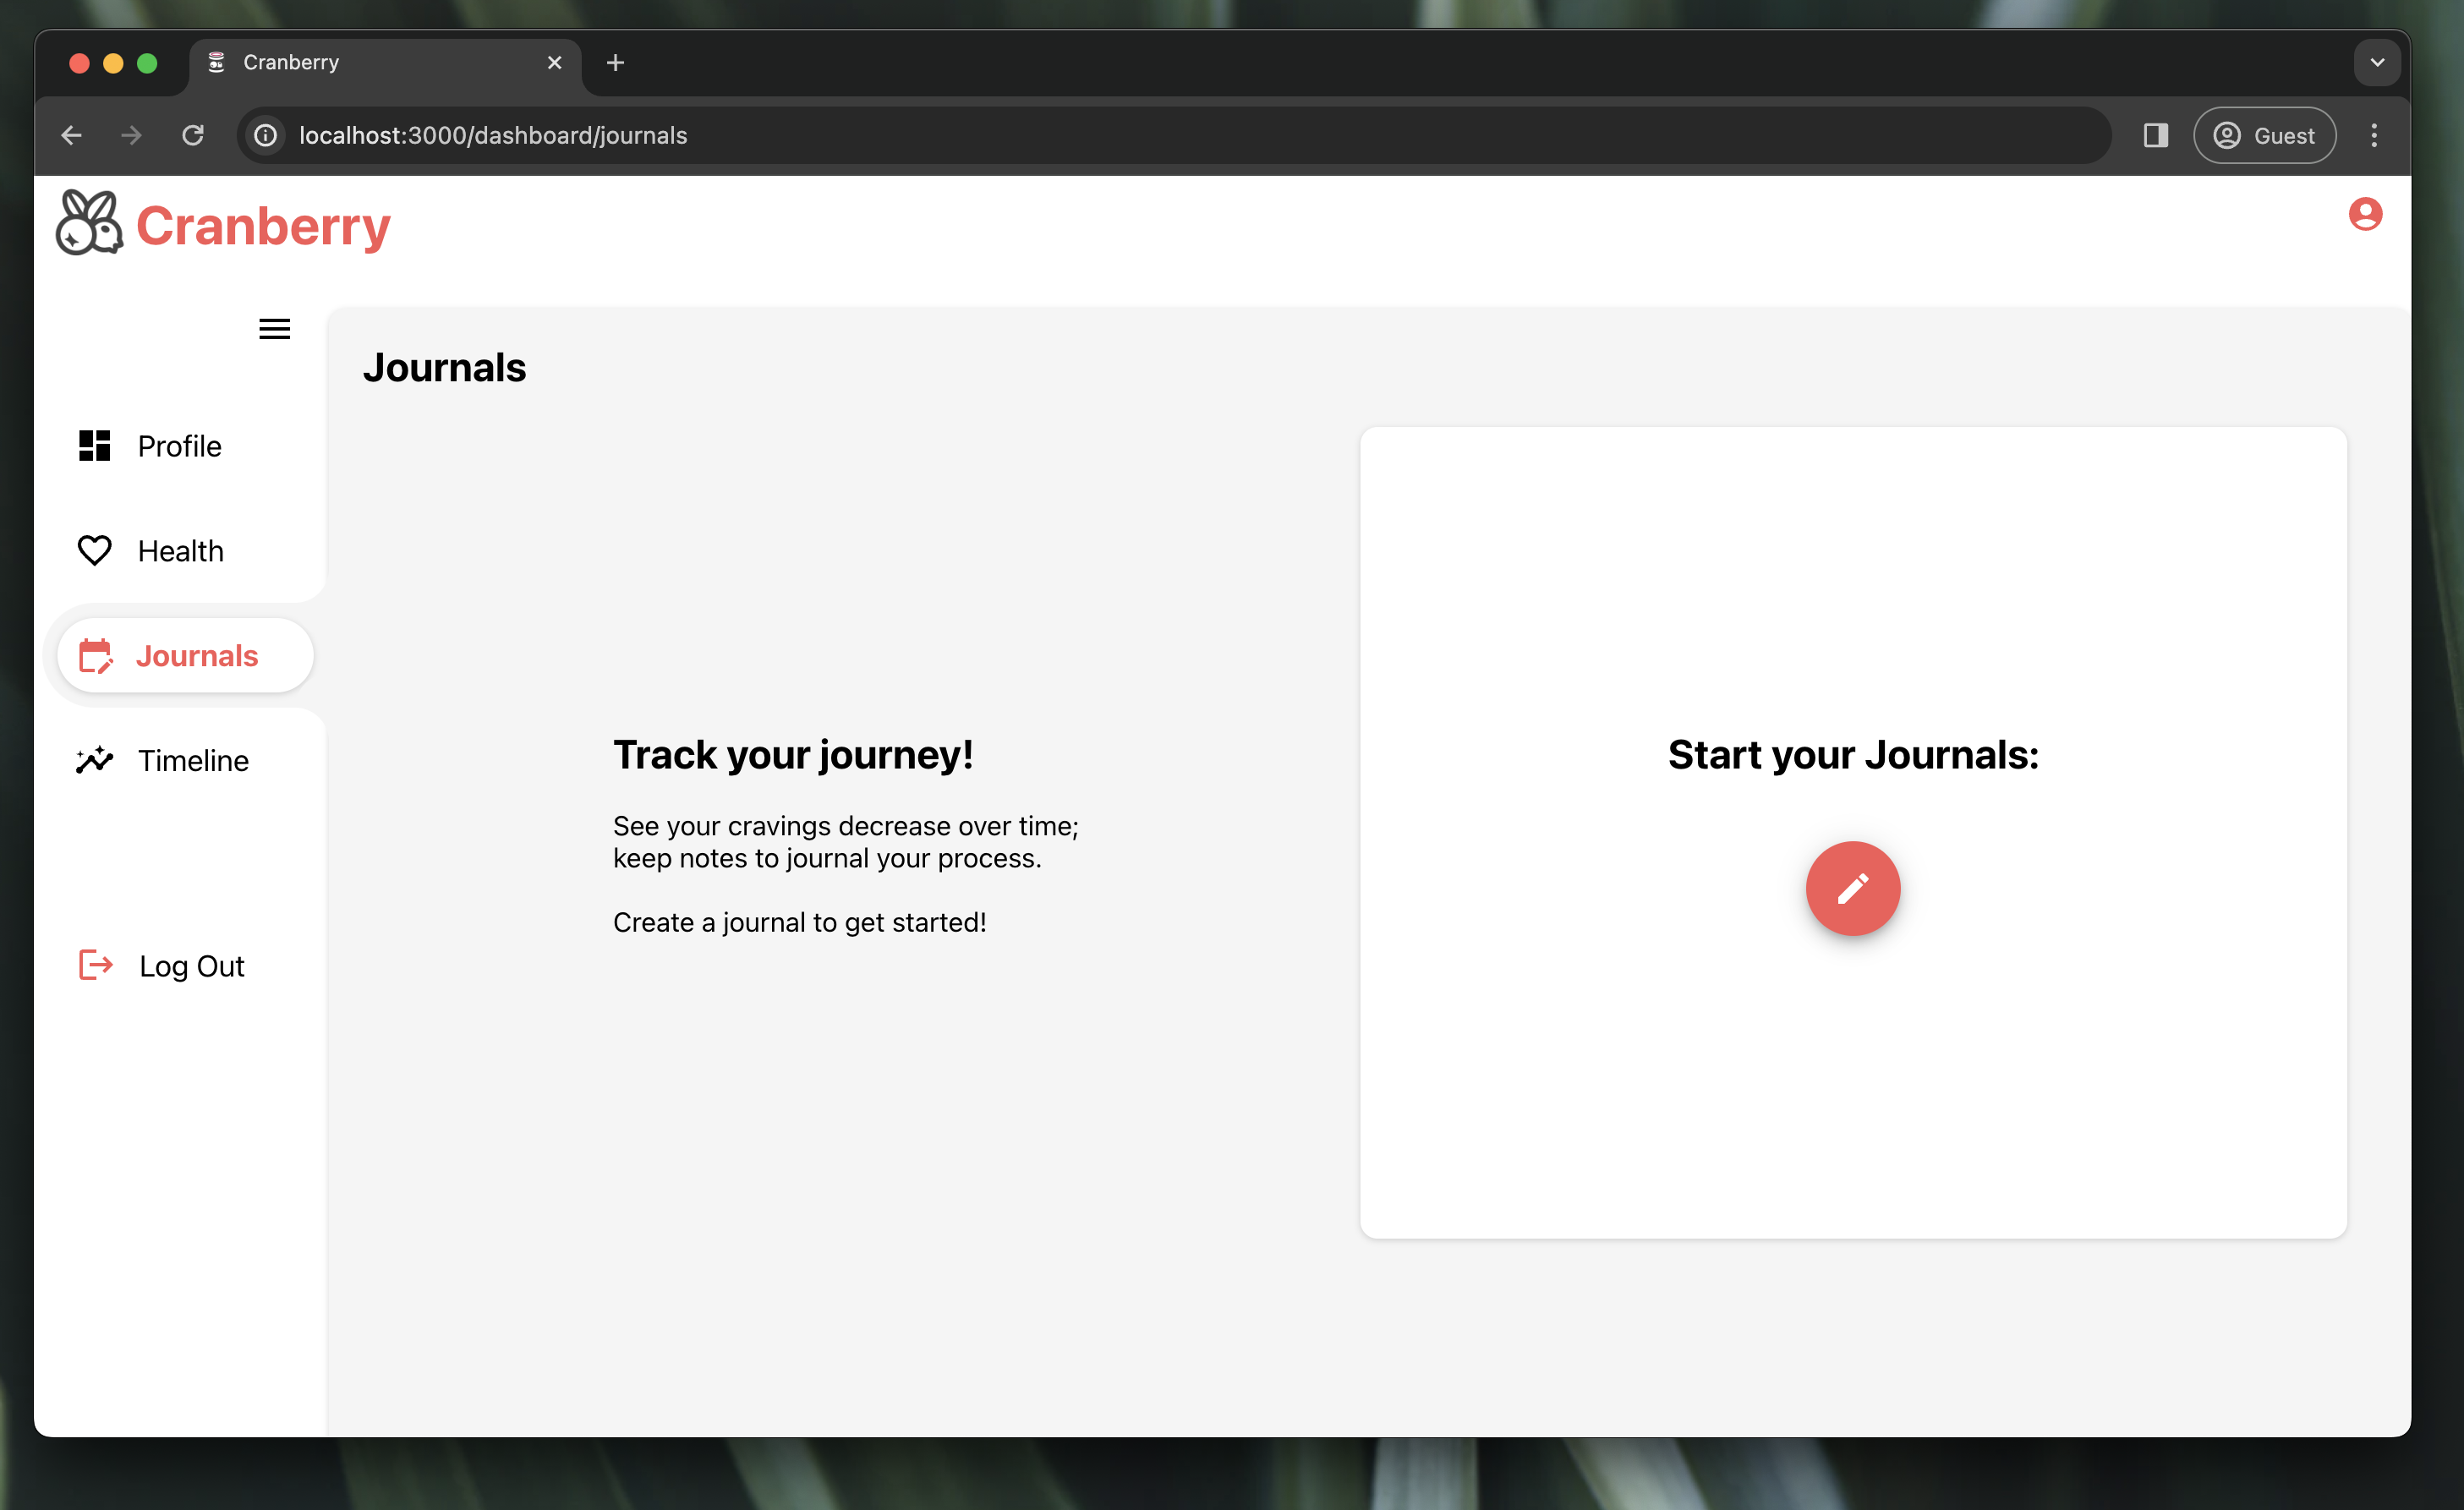 Cranberry
localhost:3000/dashboard/journals
Guest
Cranberry
Journals
Profile
Health
Journals
Timeline
Log Out
Track your journey!
See your cravings decrease over time;
keep notes to journal your process.
Create a journal to get started!
Start your Journals: